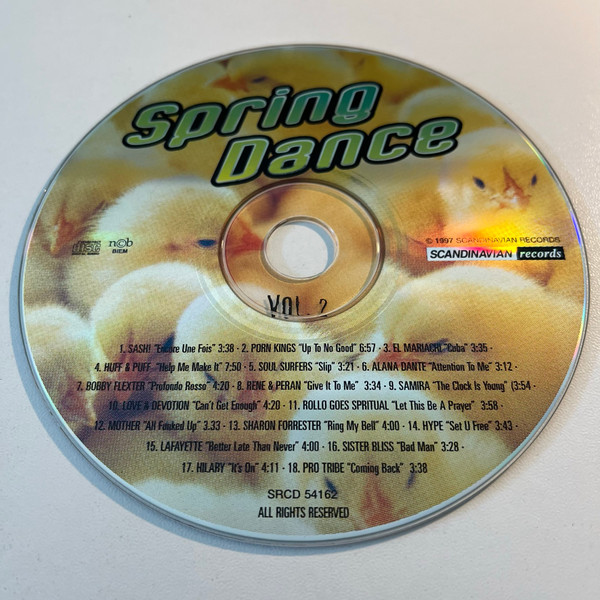 Spring
Dance
COMPACT
disc
DIGITAL AUDIO
n©b
BIEM
© 1997 SCANDINAVIAN RECORDS
SCANDINAVIAN records
VOL. 2
1. SASH! "Encore Une Fois" 3:38 · 2. PORN KINGS "Up To No Good" 6:57 · 3. EL MARIACHI "Cuba" 3:35 ·
4. HUFF & PUFF "Help Me Make It" 7:50 · 5. SOUL SURFERS "Slip" 3:21 · 6. ALANA DANTE "Attention To Me" 3:12 ·
7. BOBBY FLEXTER "Profondo Rosso" 4:20 · 8. RENE & PERAN "Give It To Me" 3:34 · 9. SAMIRA "The Clock Is Young" (3:54 ·
10. LOVE & DEVOTION "Can't Get Enough" 4:20 · 11. ROLLO GOES SPRITUAL "Let This Be A Prayer" 3:58 ·
12. MOTHER "All Funked Up" 3.33 · 13. SHARON FORRESTER "Ring My Bell" 4:00 · 14. HYPE "Set U Free" 3:43 ·
15. LAFAYETTE "Better Late Than Never" 4:00 · 16. SISTER BLISS "Bad Man" 3:28 ·
17. HILARY "It's On" 4:11 · 18. PRO TRIBE "Coming Back" 3:38
SRCD 54162
ALL RIGHTS RESERVED